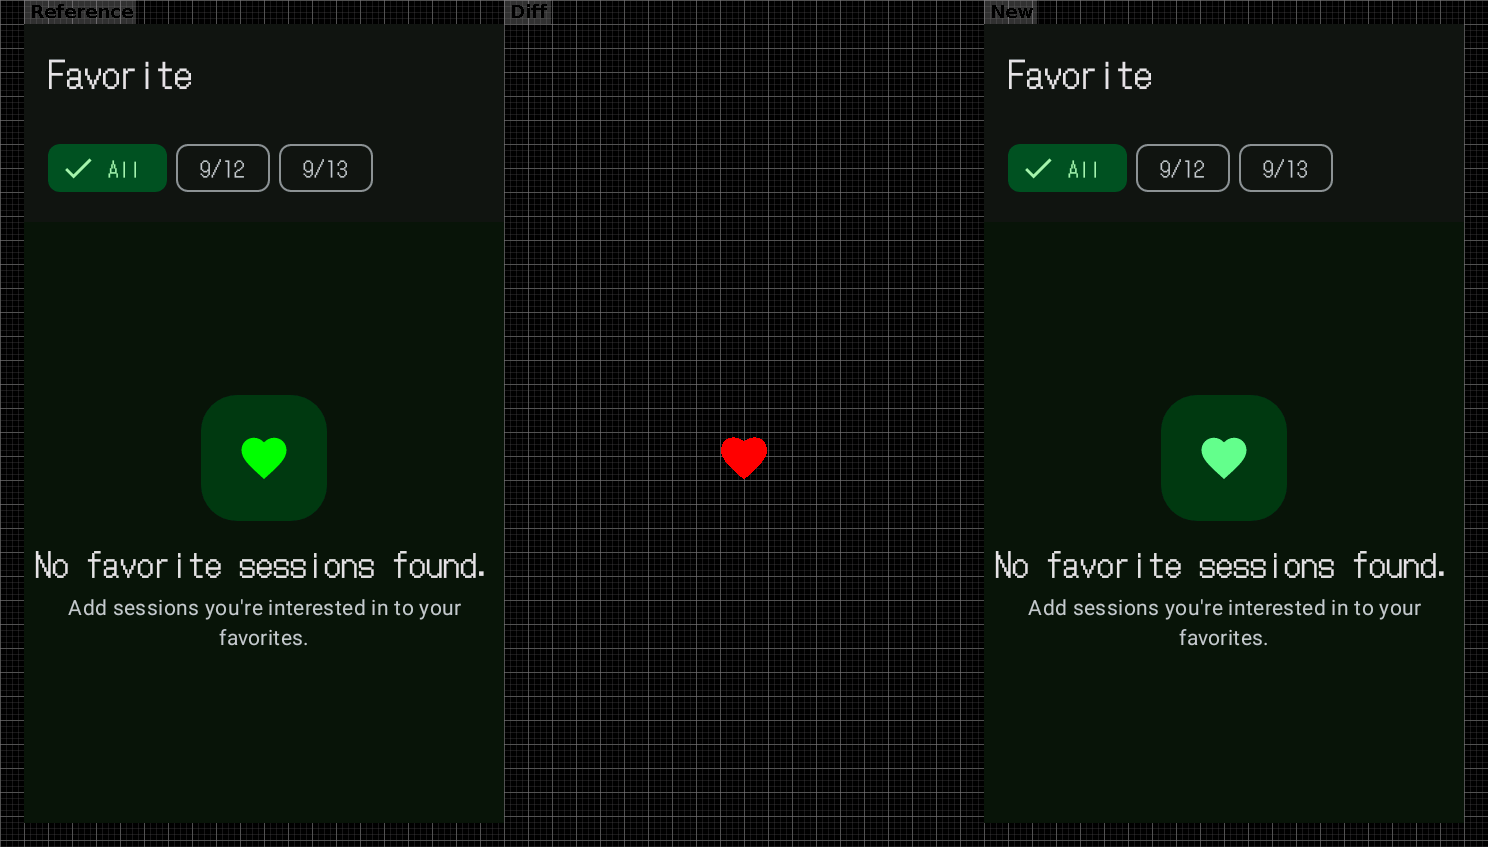 Reference
Diff
New
Favorite
All
9/12
9/13
No favorite sessions found.
Add sessions you're interested in to your
favorites.
Favorite
All
9/12
9/13
No favorite sessions found.
Add sessions you're interested in to your
favorites.